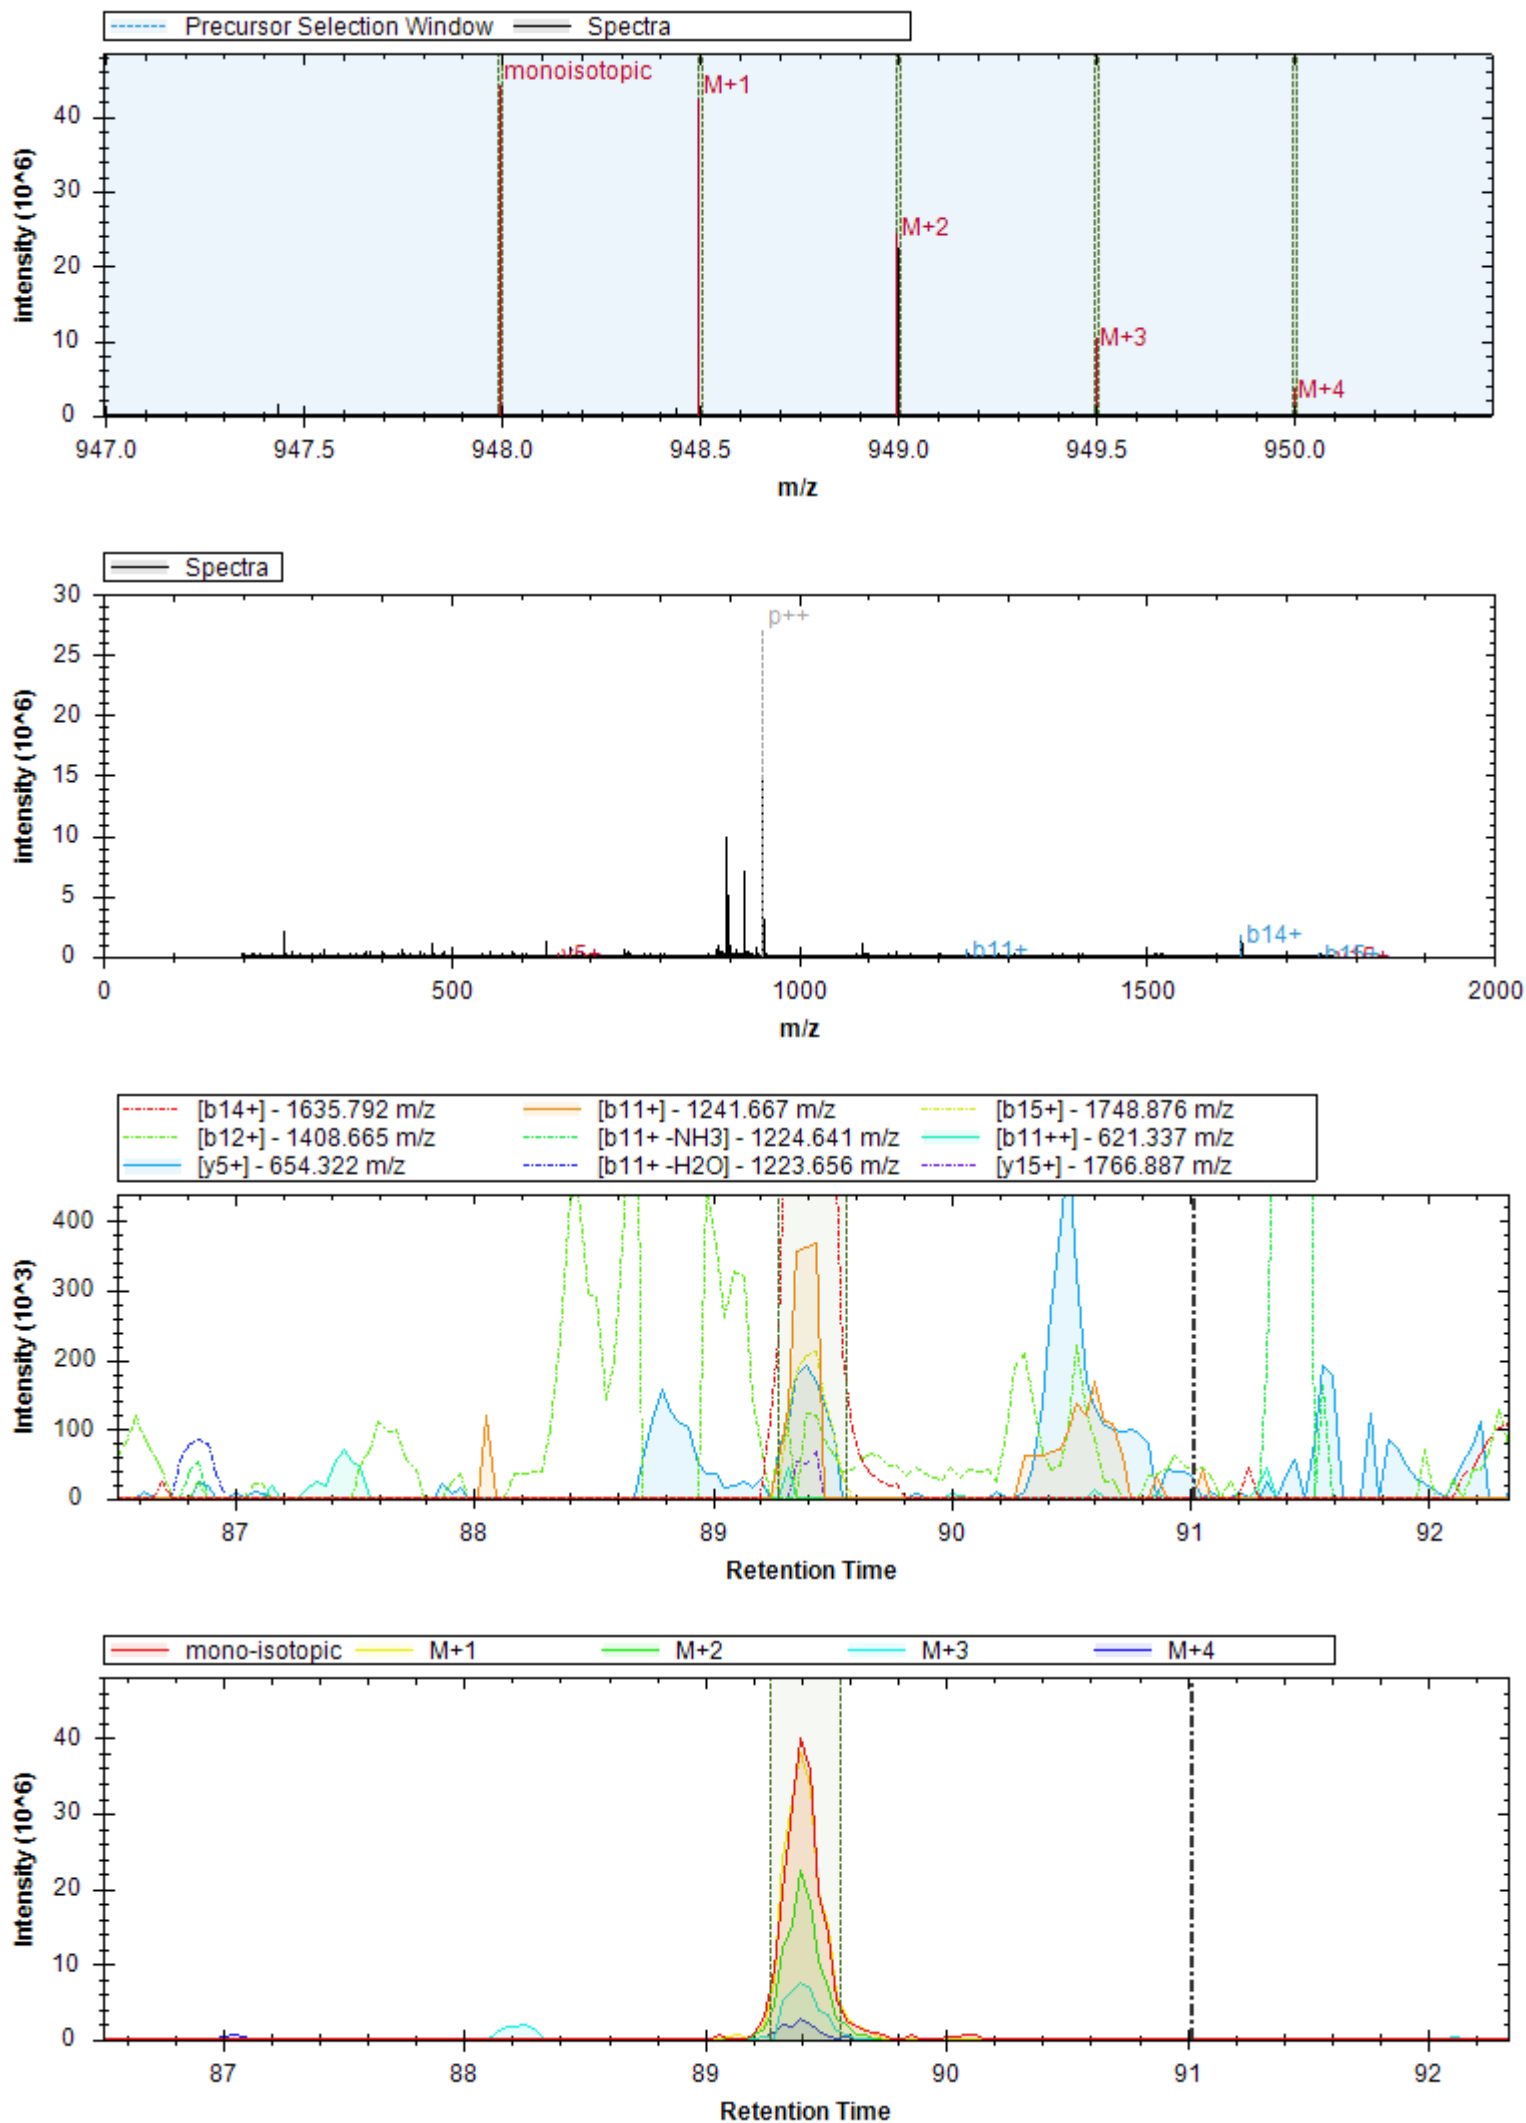 Precursor Selection Window Spectra
monoisotopic
M+1
M+2
M+3
M+4
intensity (10^6)
40
30
20
10
0
947.0 947.5 948.0 948.5 949.0 949.5 950.0
m/z
Spectra
p++
b14+
b11+
intensity (10^6)
30
25
20
15
10
5
0
0 500 1000 1500 2000
m/z
[b14+] - 1635.792 m/z [b11+] - 1241.667 m/z [b15+] - 1748.876 m/z
[b12+] - 1408.665 m/z [b11+ -NH3] - 1224.641 m/z [b11++] - 621.337 m/z
[y5+] - 654.322 m/z [b11+ -H2O] - 1223.656 m/z [y15+] - 1766.887 m/z
Intensity (10^3)
400
300
200
100
0
87 88 89 90 91 92
Retention Time
mono-isotopic M+1 M+2 M+3 M+4
Intensity (10^6)
40
30
20
10
0
87 88 89 90 91 92
Retention Time